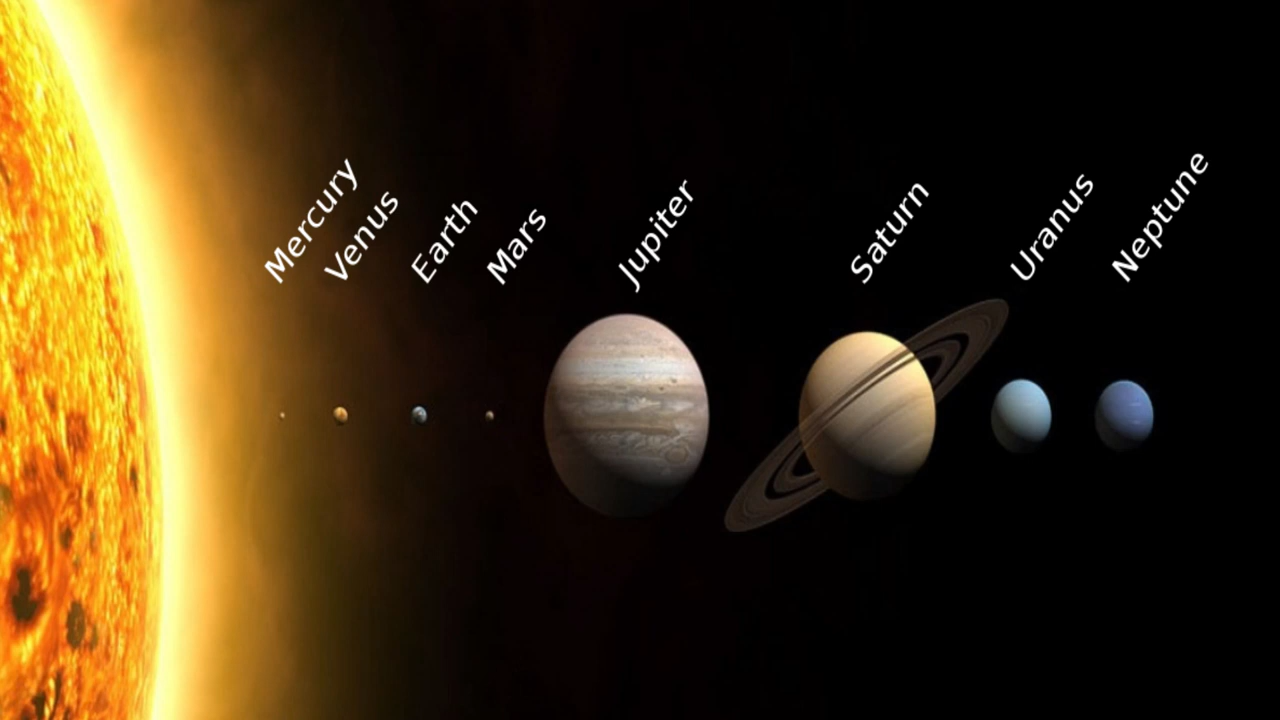 Mercury
Venus
Earth
Mars
Jupiter
Saturn
Uranus
Neptune